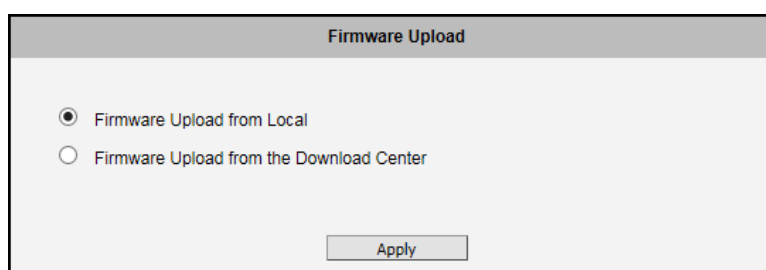 Firmware Upload
Firmware Upload from Local
Firmware Upload from the Download Center
Apply